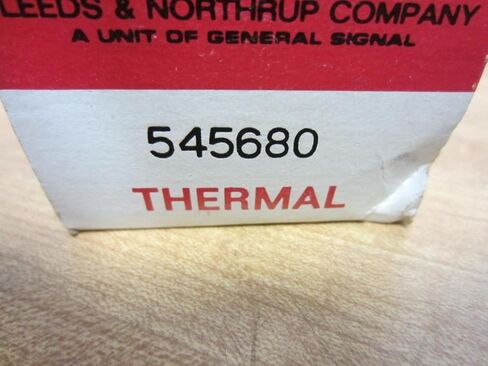 LEEDS & NORTHRUP COMPANY
A UNIT OF GENERAL SIGNAL
545680
THERMAL